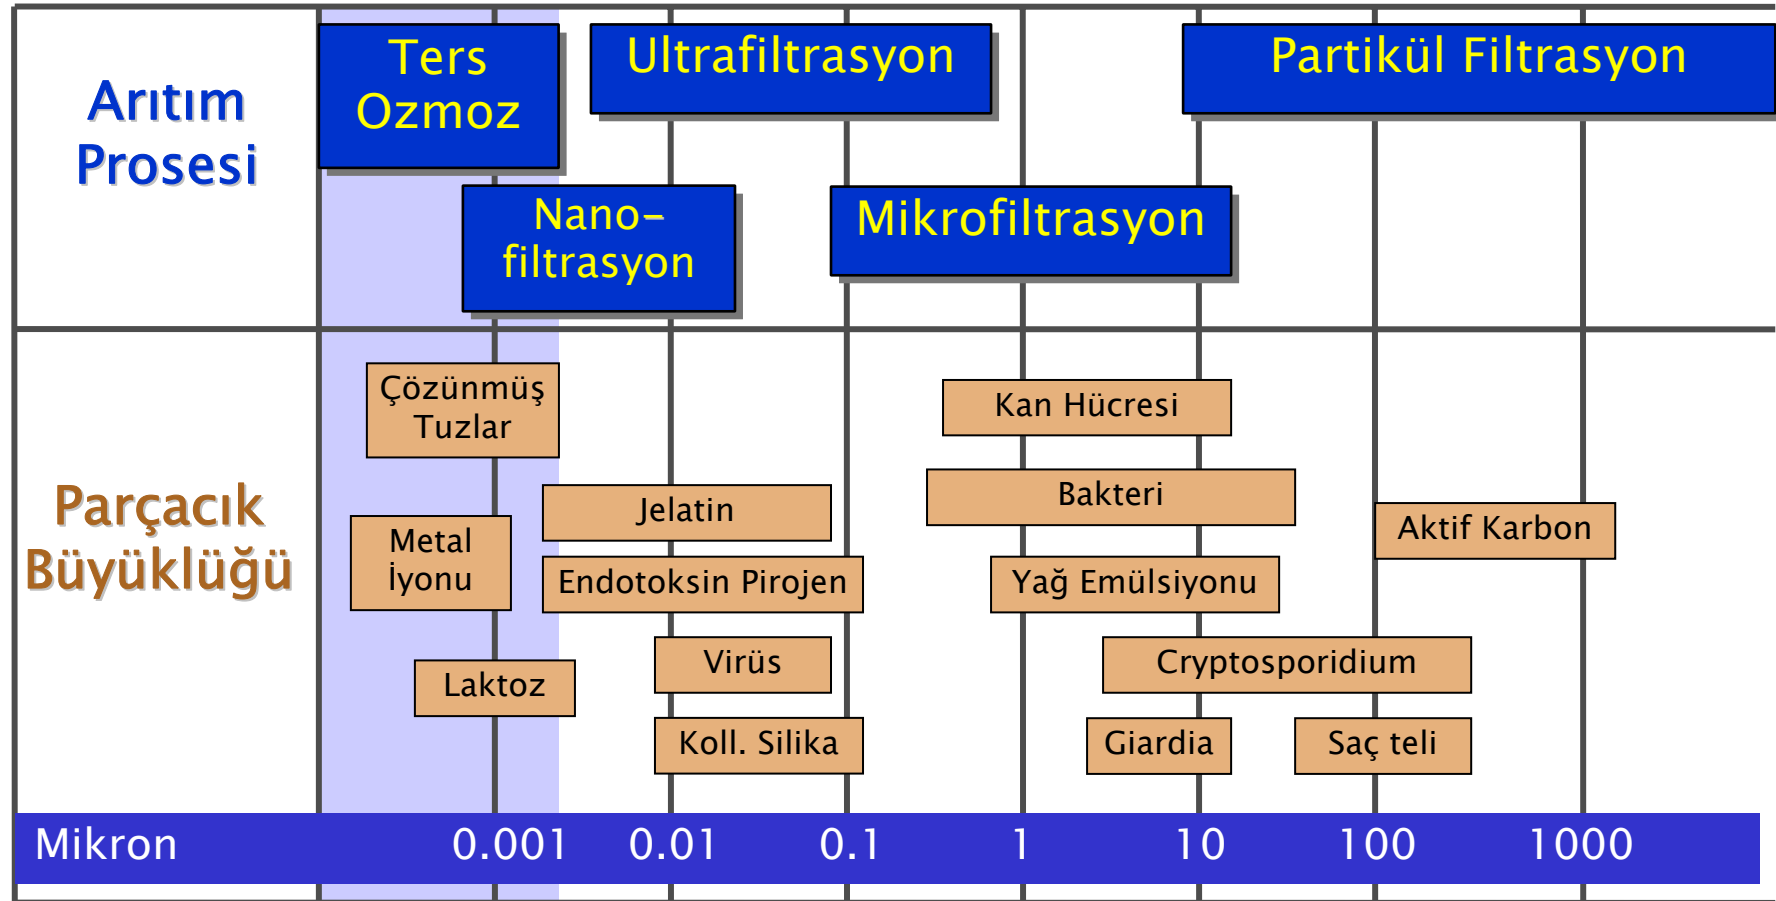 Arıtım
Prosesi
Ters
Ozmoz
Ultrafiltrasyon
Partikül Filtrasyon
Nano-
filtrasyon
Mikrofiltrasyon
Parçacık
Büyüklüğü
Çözünmüş
Tuzlar
Kan Hücresi
Bakteri
Jelatin
Aktif Karbon
Metal
İyonu
Endotoksin Pirojen
Yağ Emülsiyonu
Virüs
Cryptosporidium
Laktoz
Koll. Silika
Giardia
Saç teli
Mikron 0.001 0.01 0.1 1 10 100 1000